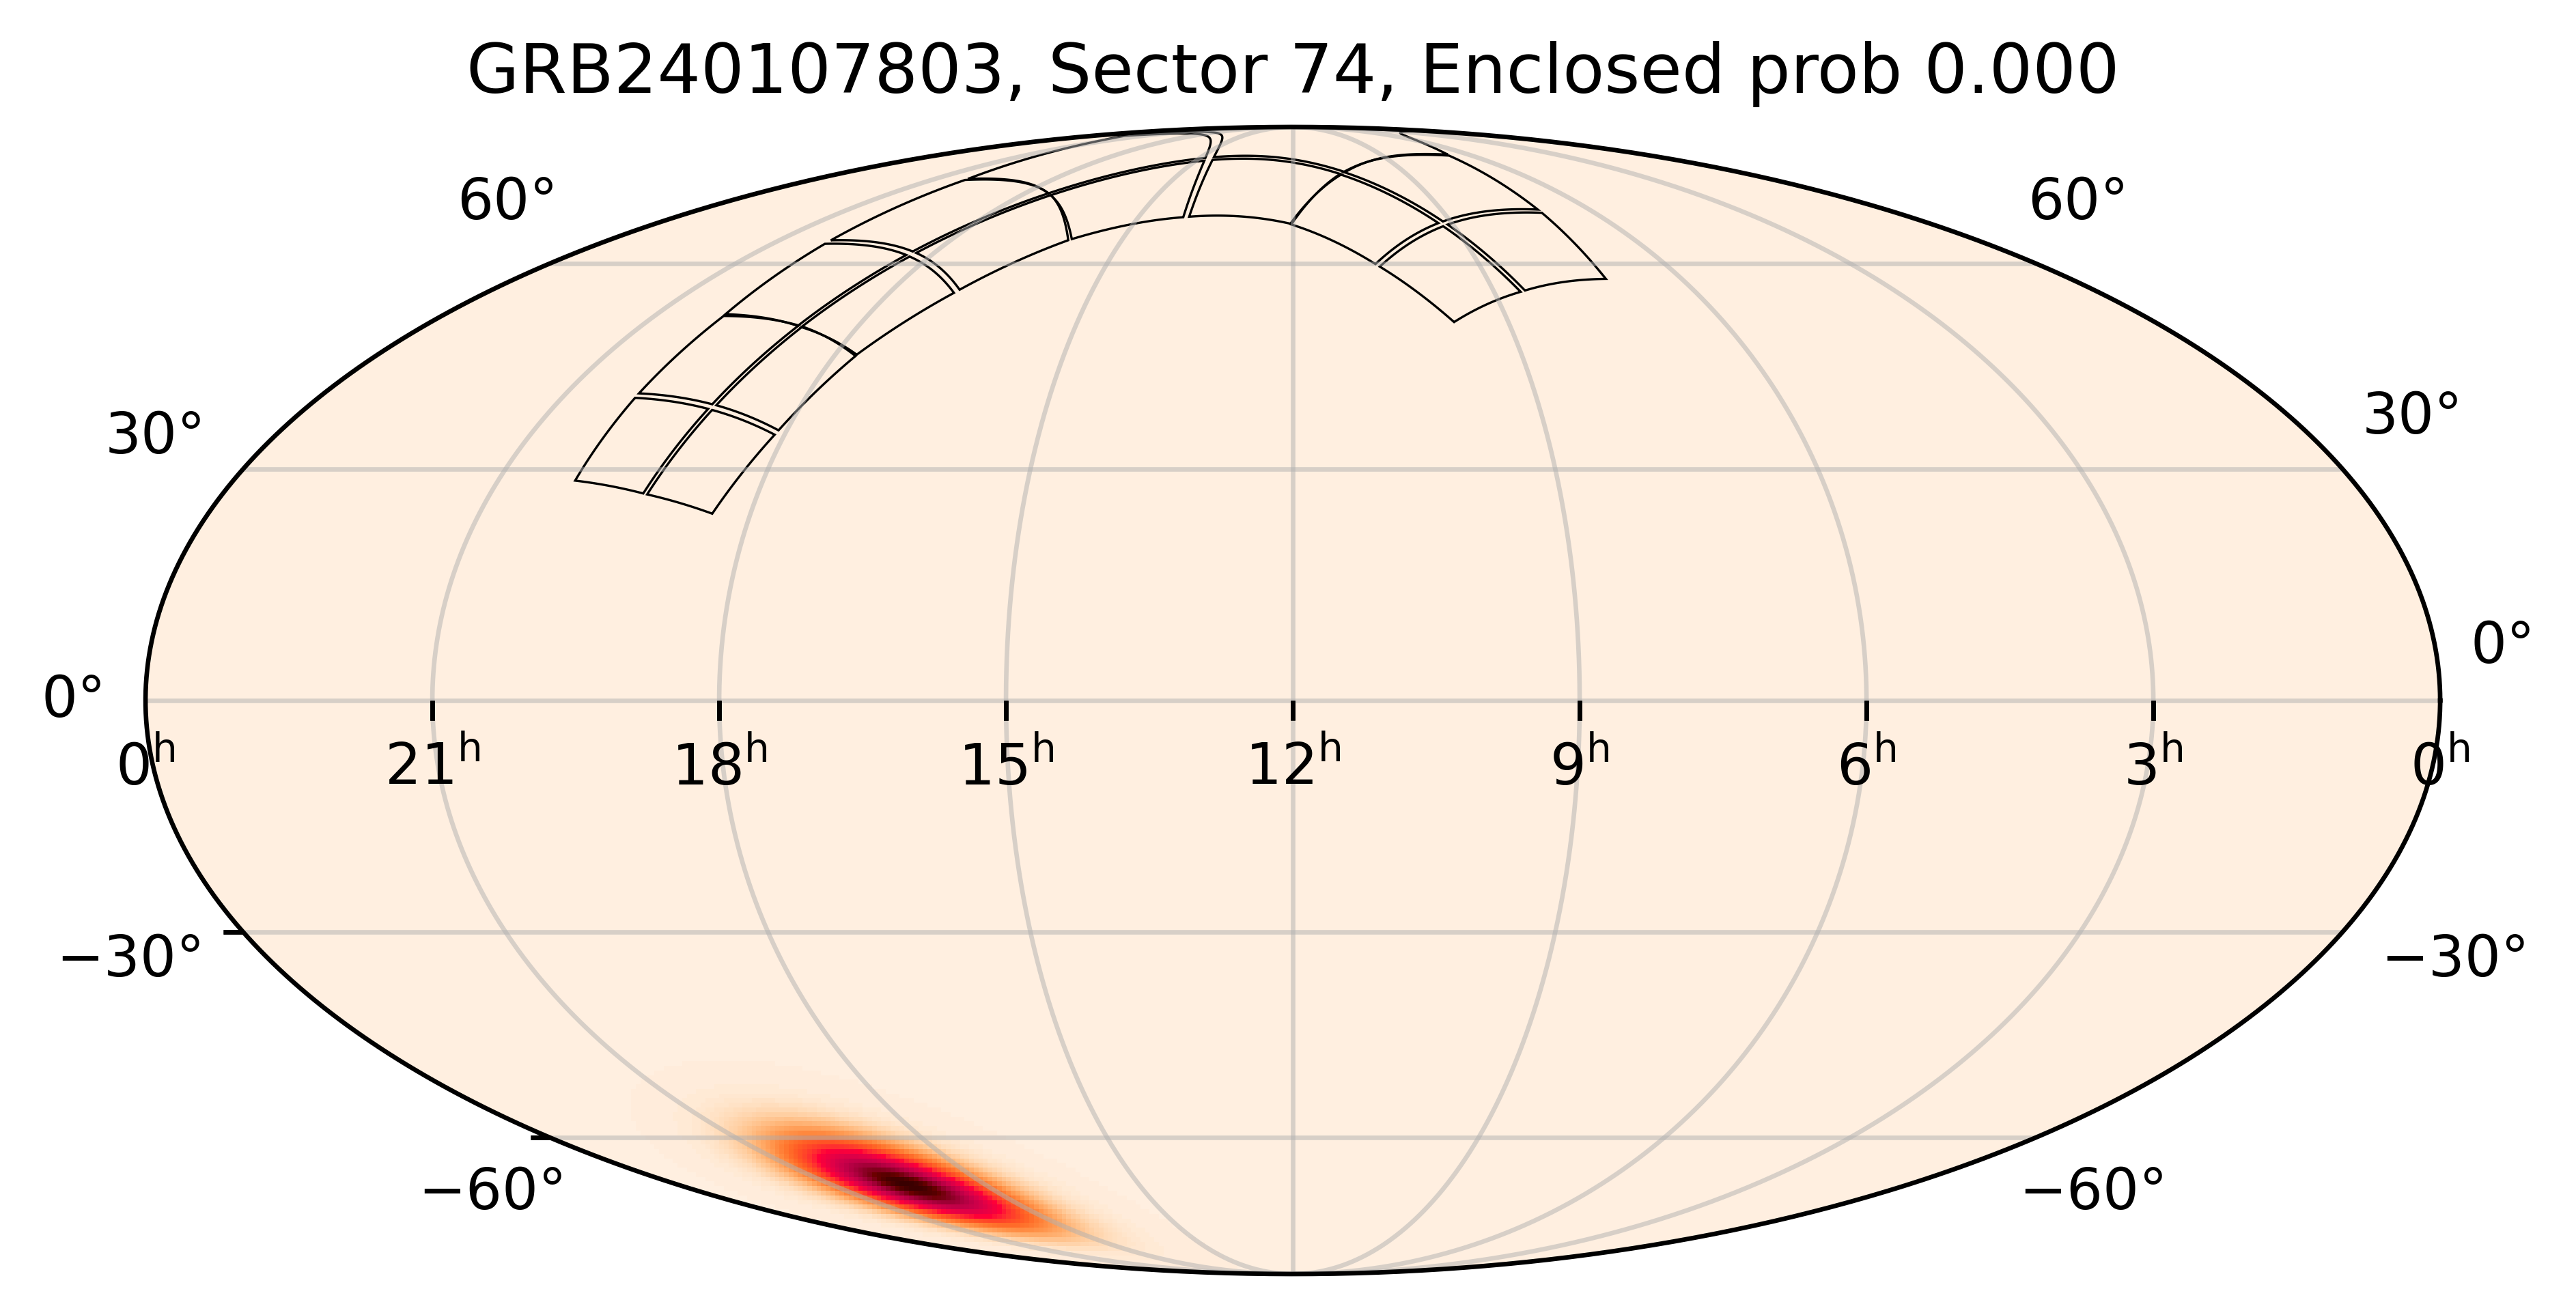 GRB240107803, Sector 74, Enclosed prob 0.000
60° 60°
30° 30°
0° 0°
0ʰ 21ʰ 18ʰ 15ʰ 12ʰ 9ʰ 6ʰ 3ʰ 0ʰ
−30° −30°
−60° −60°